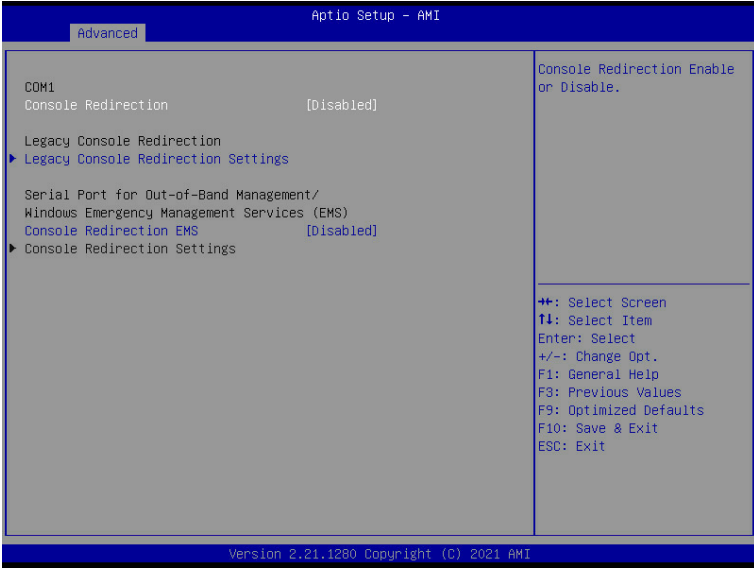 Aptio Setup – AMI
Advanced
COM1
Console Redirection [Disabled]
Legacy Console Redirection
Legacy Console Redirection Settings
Serial Port for Out-of-Band Management/
Windows Emergency Management Services (EMS)
Console Redirection EMS [Disabled]
Console Redirection Settings
Console Redirection Enable
or Disable.
→←: Select Screen
↑↓: Select Item
Enter: Select
+/-: Change Opt.
F1: General Help
F3: Previous Values
F9: Optimized Defaults
F10: Save & Exit
ESC: Exit
Version 2.21.1280 Copyright (C) 2021 AMI